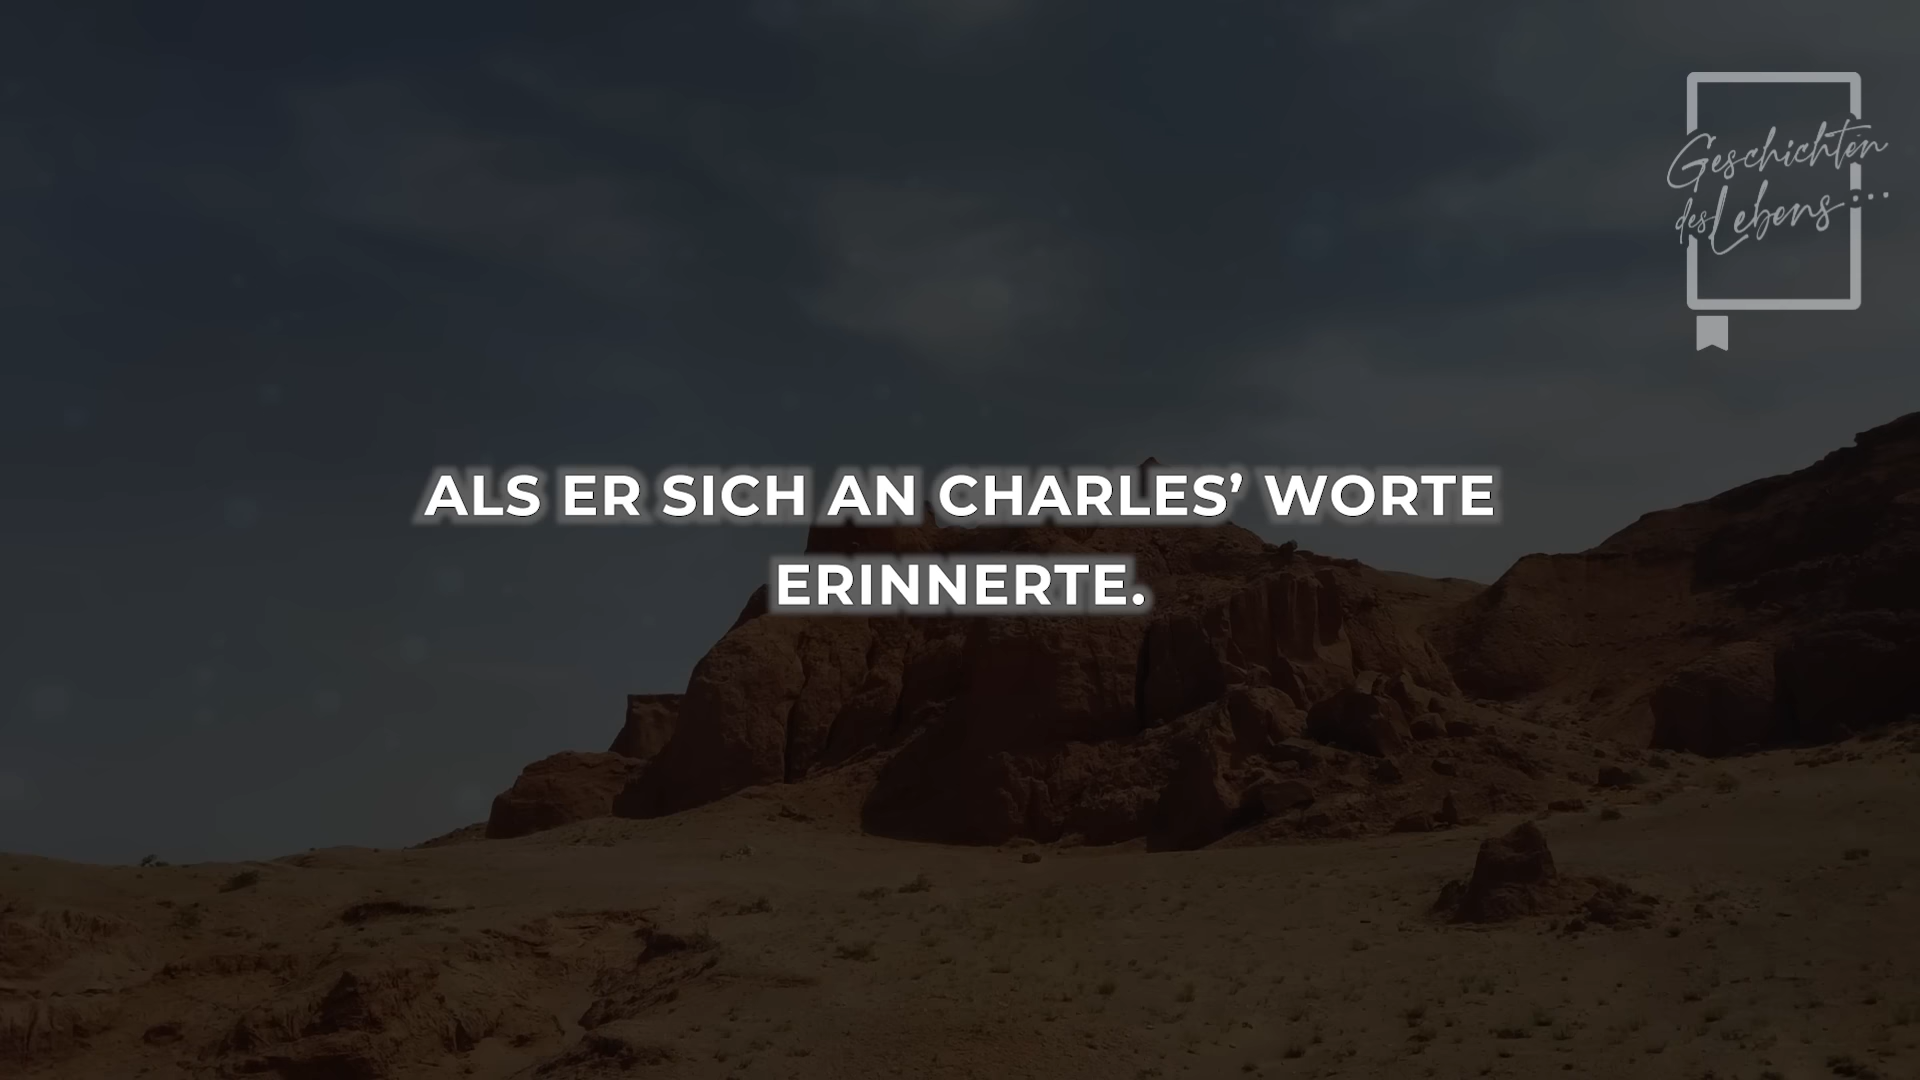 Geschichten
des Lebens...
ALS ER SICH AN CHARLES’ WORTE
ERINNERTE.